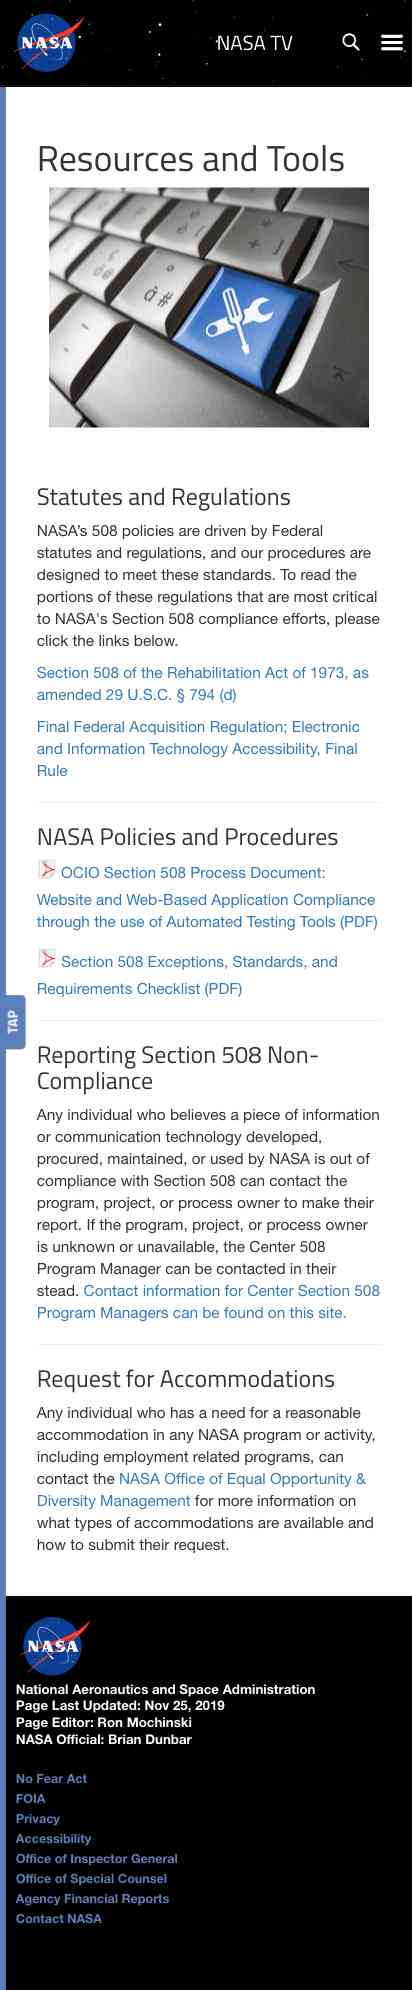 NASA
NASA TV
Resources and Tools
Statutes and Regulations
NASA's 508 policies are driven by Federal
statutes and regulations, and our procedures are
designed to meet these standards. To read the
portions of these regulations that are most critical
to NASA's Section 508 compliance efforts, please
click the links below.
Section 508 of the Rehabilitation Act of 1973, as
amended 29 U.S.C. § 794 (d)
Final Federal Acquisition Regulation; Electronic
and Information Technology Accessibility, Final
Rule
NASA Policies and Procedures
OCIO Section 508 Process Document:
Website and Web-Based Application Compliance
through the use of Automated Testing Tools (PDF)
Section 508 Exceptions, Standards, and
Requirements Checklist (PDF)
TAP
Reporting Section 508 Non-
Compliance
Any individual who believes a piece of information
or communication technology developed,
procured, maintained, or used by NASA is out of
compliance with Section 508 can contact the
program, project, or process owner to make their
report. If the program, project, or process owner
is unknown or unavailable, the Center 508
Program Manager can be contacted in their
stead. Contact information for Center Section 508
Program Managers can be found on this site.
Request for Accommodations
Any individual who has a need for a reasonable
accommodation in any NASA program or activity,
including employment related programs, can
contact the NASA Office of Equal Opportunity &
Diversity Management for more information on
what types of accommodations are available and
how to submit their request.
NASA
National Aeronautics and Space Administration
Page Last Updated: Nov 25, 2019
Page Editor: Ron Mochinski
NASA Official: Brian Dunbar
No Fear Act
FOIA
Privacy
Accessibility
Office of Inspector General
Office of Special Counsel
Agency Financial Reports
Contact NASA